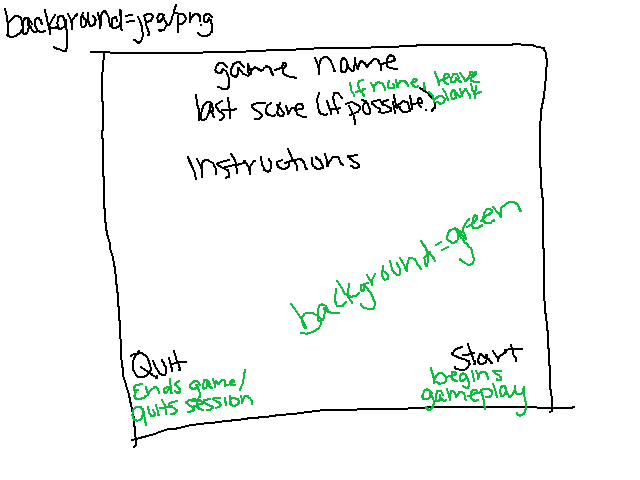 background=jpg/png
game name
if none, leave
blank
last score (if possible)
Instructions
background=green
Quit
Ends game/
quits session
Start
begins
gameplay